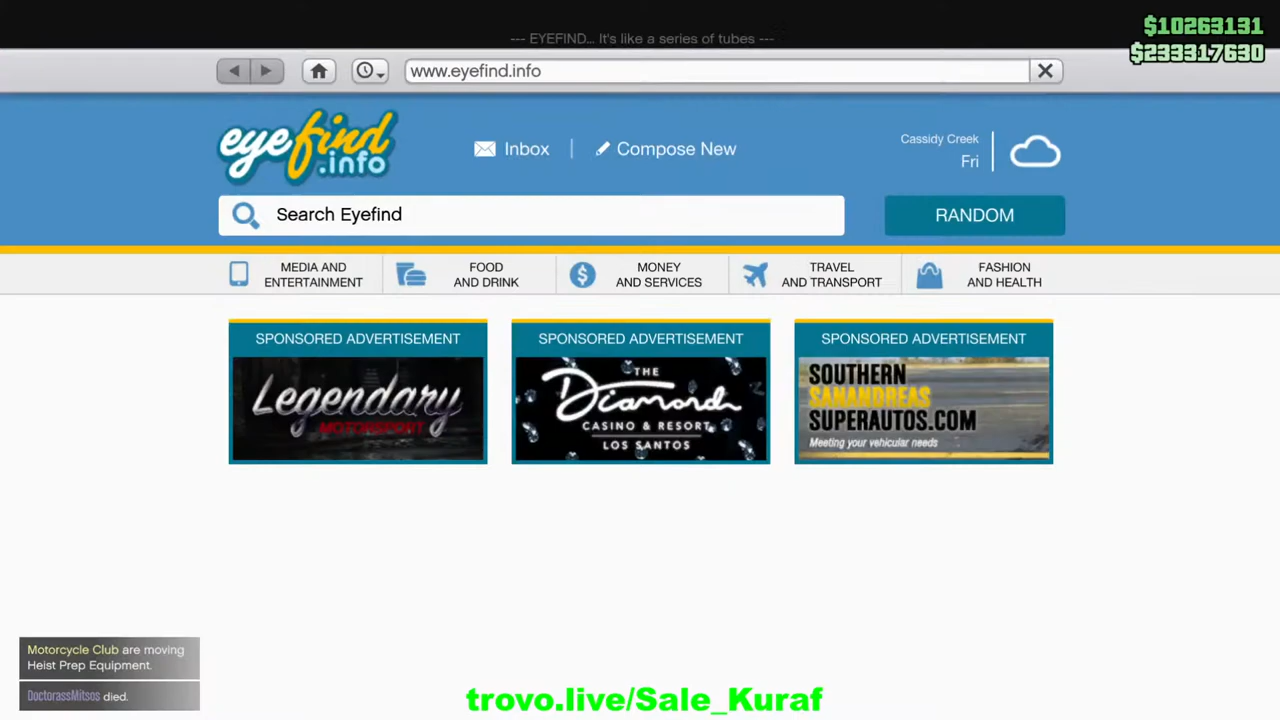 --- EYEFIND... It's like a series of tubes ---
$10263131
$233317630
www.eyefind.info
eyefind
.info
Inbox
Compose New
Cassidy Creek
Fri
Search Eyefind
RANDOM
MEDIA AND
ENTERTAINMENT
FOOD
AND DRINK
MONEY
AND SERVICES
TRAVEL
AND TRANSPORT
FASHION
AND HEALTH
SPONSORED ADVERTISEMENT
Legendary
MOTORSPORT
SPONSORED ADVERTISEMENT
THE
Diamond
CASINO & RESORT
LOS SANTOS
SPONSORED ADVERTISEMENT
SOUTHERN
SANANDREAS
SUPERAUTOS.COM
Meeting your vehicular needs
Motorcycle Club are moving
Heist Prep Equipment.
DoctorassMitsos died.
trovo.live/Sale_Kuraf